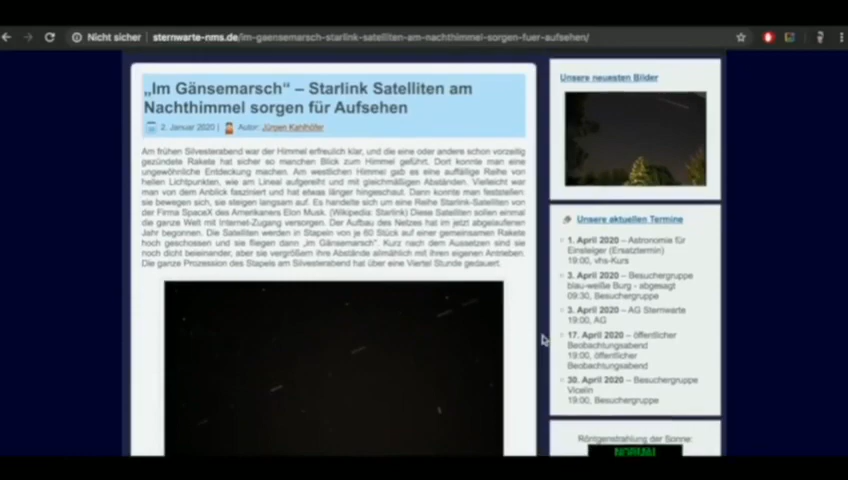 Nicht sicher | sternwarte-nms.de/im-gaensemarsch-starlink-satelliten-am-nachthimmel-sorgen-fuer-aufsehen/
„Im Gänsemarsch“ – Starlink Satelliten am
Nachthimmel sorgen für Aufsehen
2. Januar 2020 | Autor: Jürgen Kahlhöfer
Am frühen Silvesterabend war der Himmel erfreulich klar, und die eine oder andere schon vorzeitig
gezündete Rakete hat sicher so manchen Blick zum Himmel geführt. Dort konnte man eine
ungewöhnliche Entdeckung machen. Am westlichen Himmel gab es eine auffällige Reihe von
hellen Lichtpunkten, wie am Lineal aufgereiht und mit gleichmäßigen Abständen. Vielleicht war
man von dem Anblick fasziniert und hat etwas länger hingeschaut. Dann konnte man feststellen:
sie bewegen sich, sie steigen langsam auf. Es handelte sich um eine Reihe Starlink-Satelliten von
der Firma SpaceX des Amerikaners Elon Musk. (Wikipedia: Starlink) Diese Satelliten sollen einmal
die ganze Welt mit Internet-Zugang versorgen. Der Aufbau des Netzes hat im jetzt abgelaufenen
Jahr begonnen. Die Satelliten werden in Stapeln von je 60 Stück auf einer gemeinsamen Rakete
hoch geschossen und sie fliegen dann „im Gänsemarsch“. Kurz nach dem Aussetzen sind sie
noch dicht beieinander, aber sie vergrößern ihre Abstände allmählich mit ihren eigenen Antrieben.
Die ganze Prozession des Stapels am Silvesterabend hat über eine Viertel Stunde gedauert.
Unsere neuesten Bilder
Unsere aktuellen Termine
1. April 2020 – Astronomie für
Einsteiger (Ersatztermin)
19:00, vhs-Kurs
3. April 2020 – Besuchergruppe
blau-weiße Burg - abgesagt
09:30, Besuchergruppe
3. April 2020 – AG Sternwarte
19:00, AG
17. April 2020 – öffentlicher
Beobachtungsabend
19:00, öffentlicher
Beobachtungsabend
30. April 2020 – Besuchergruppe
Vicelin
19:00, Besuchergruppe
Röntgenstrahlung der Sonne:
NORMAL